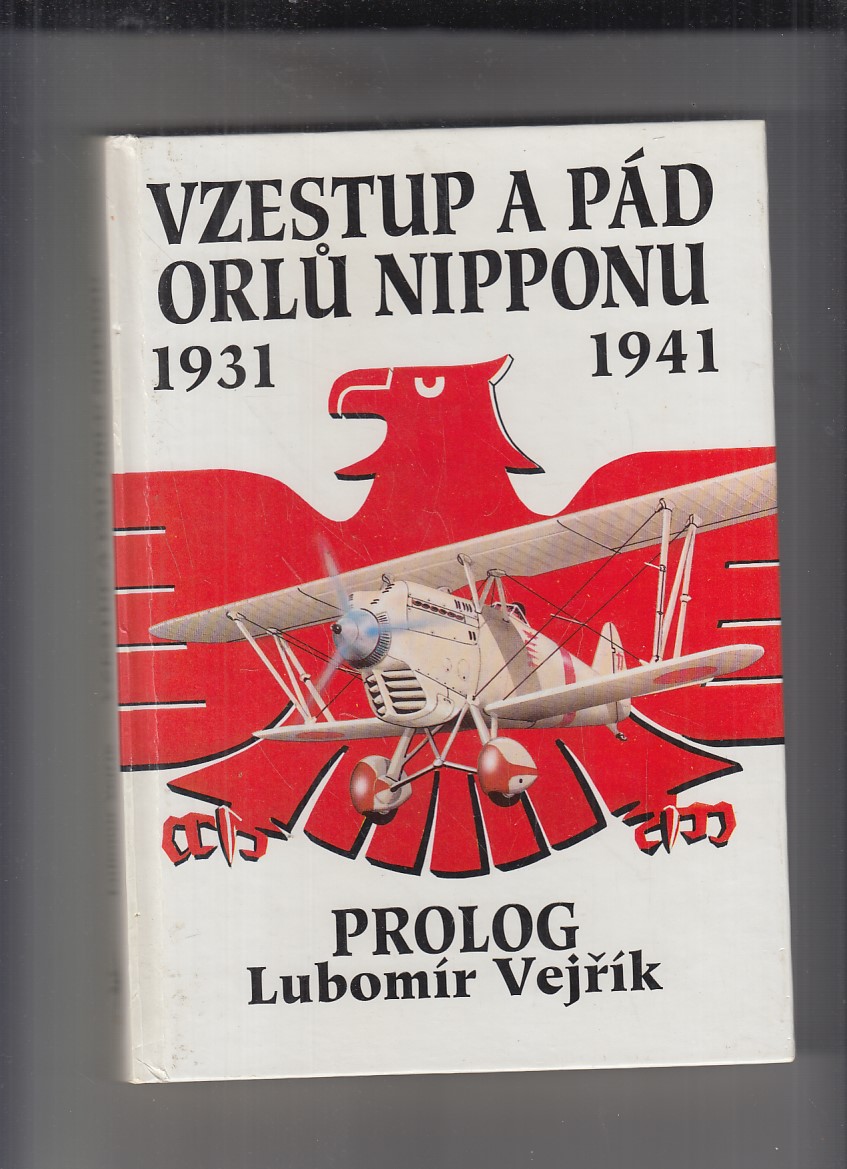 VZESTUP A PÁD
ORLŮ NIPPONU
1931 1941
PROLOG
Lubomír Vejřík